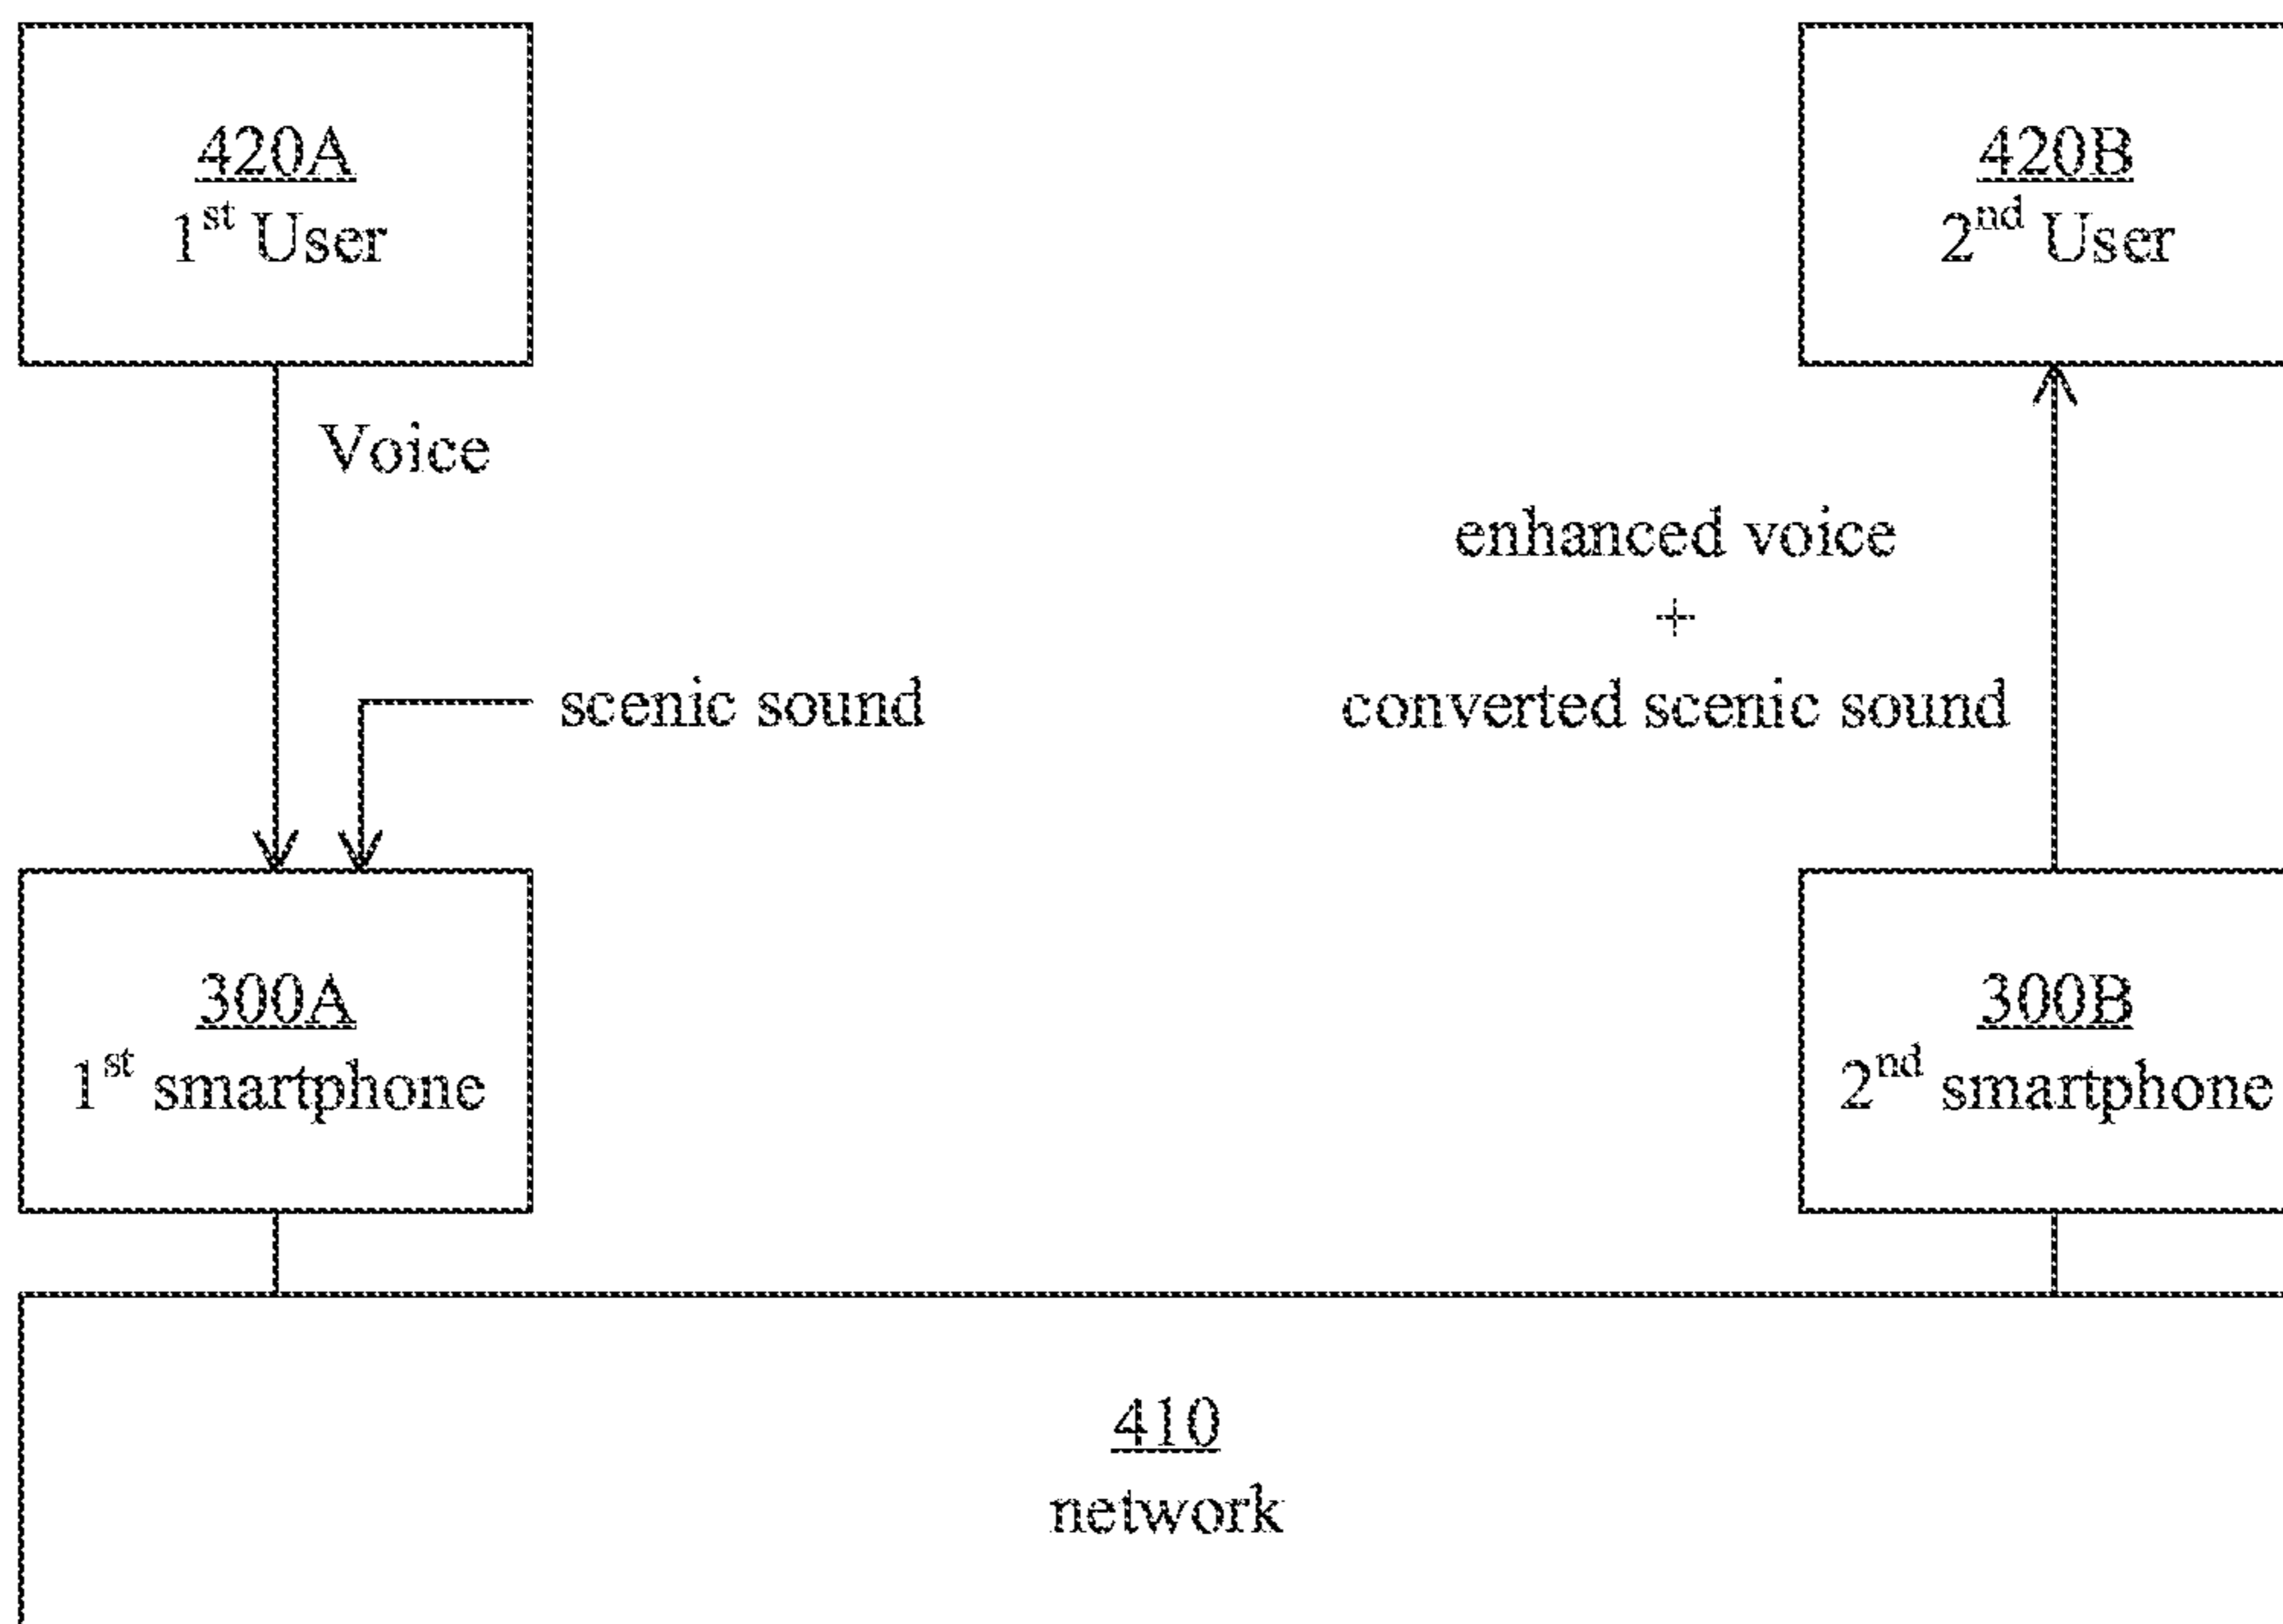 420A
1st User
420B
2nd User
Voice
enhanced voice
+
converted scenic sound
scenic sound
300A
1st smartphone
300B
2nd smartphone
410
network